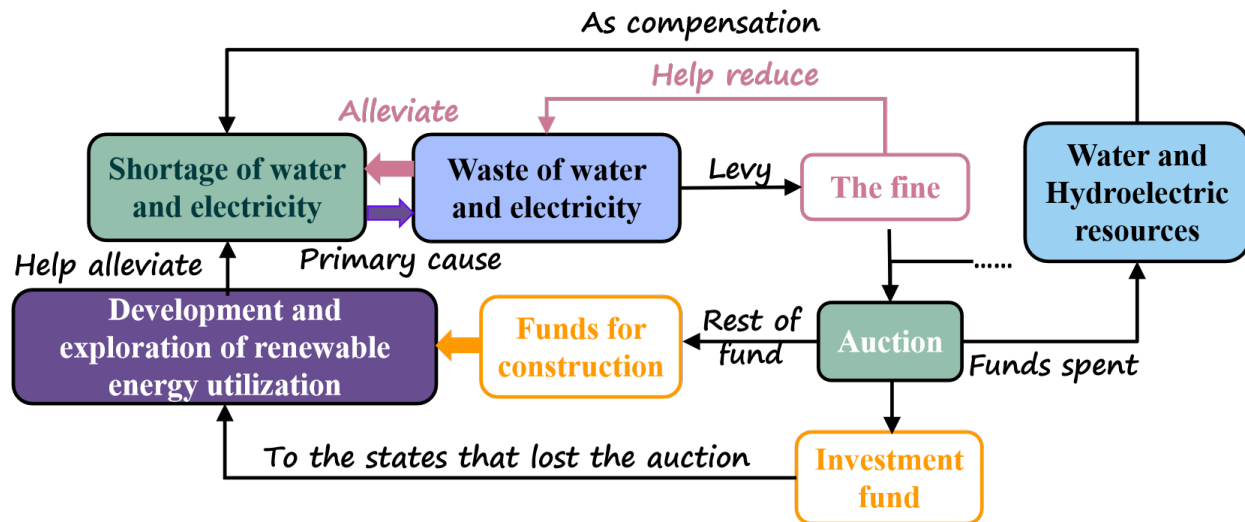 As compensation
Help reduce
Alleviate
Shortage of water
and electricity
Waste of water
and electricity
Levy
The fine
Water and
Hydroelectric
resources
Primary cause
Help alleviate
......
Development and
exploration of renewable
energy utilization
Funds for
construction
Rest of
fund
Auction
Funds spent
To the states that lost the auction
Investment
fund